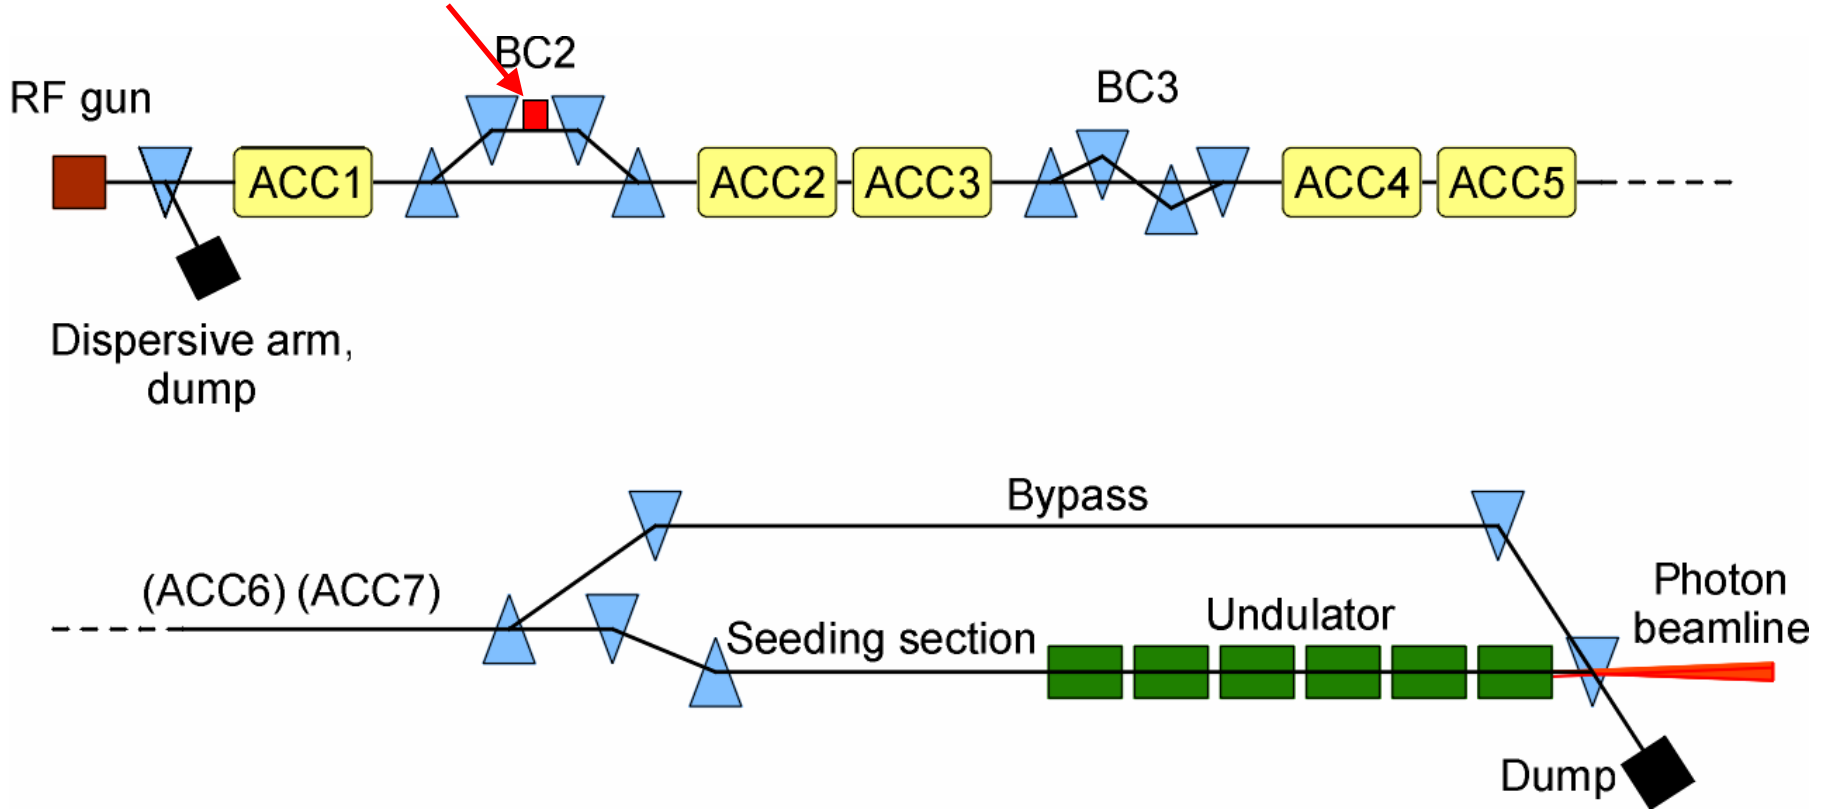 BC2
BC3
RF gun
ACC1
ACC2
ACC3
ACC4
ACC5
Dispersive arm,
dump
Bypass
(ACC6) (ACC7)
Photon
beamline
Undulator
Seeding section
Dump